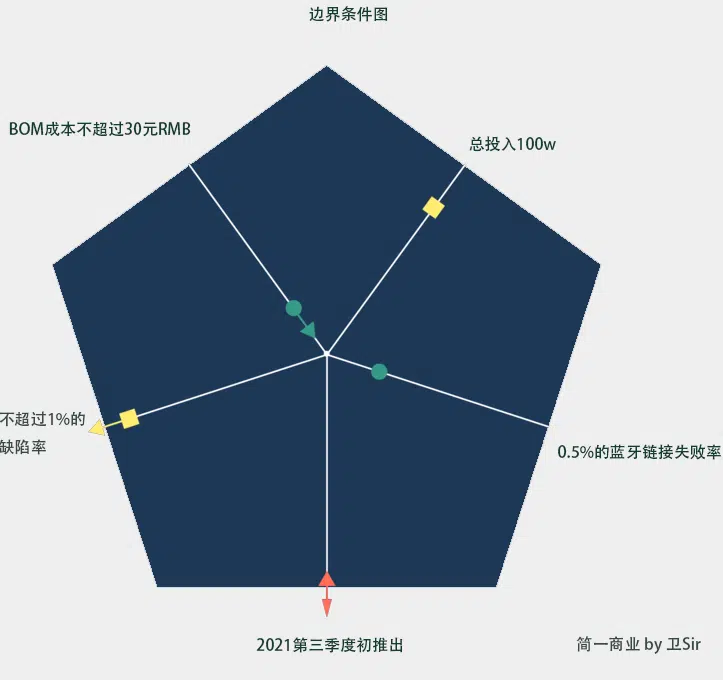 边界条件图
BOM成本不超过30元RMB
总投入100w
不超过1%的
缺陷率
0.5%的蓝牙链接失败率
2021第三季度初推出
简一商业 by 卫Sir